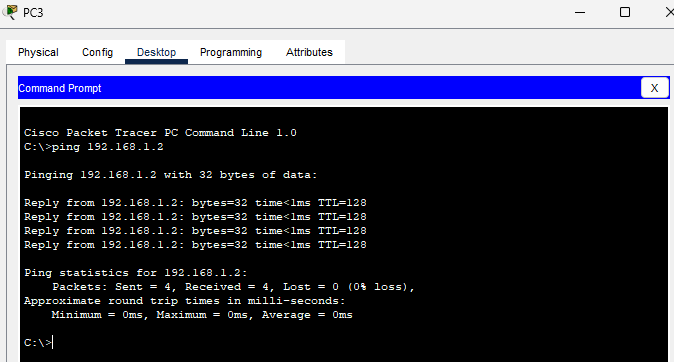 PC3
Physical Config Desktop Programming Attributes
Command Prompt X
Cisco Packet Tracer PC Command Line 1.0
C:\>ping 192.168.1.2
Pinging 192.168.1.2 with 32 bytes of data:
Reply from 192.168.1.2: bytes=32 time<1ms TTL=128
Reply from 192.168.1.2: bytes=32 time<1ms TTL=128
Reply from 192.168.1.2: bytes=32 time<1ms TTL=128
Reply from 192.168.1.2: bytes=32 time<1ms TTL=128
Ping statistics for 192.168.1.2:
    Packets: Sent = 4, Received = 4, Lost = 0 (0% loss),
Approximate round trip times in milli-seconds:
    Minimum = 0ms, Maximum = 0ms, Average = 0ms
C:\>